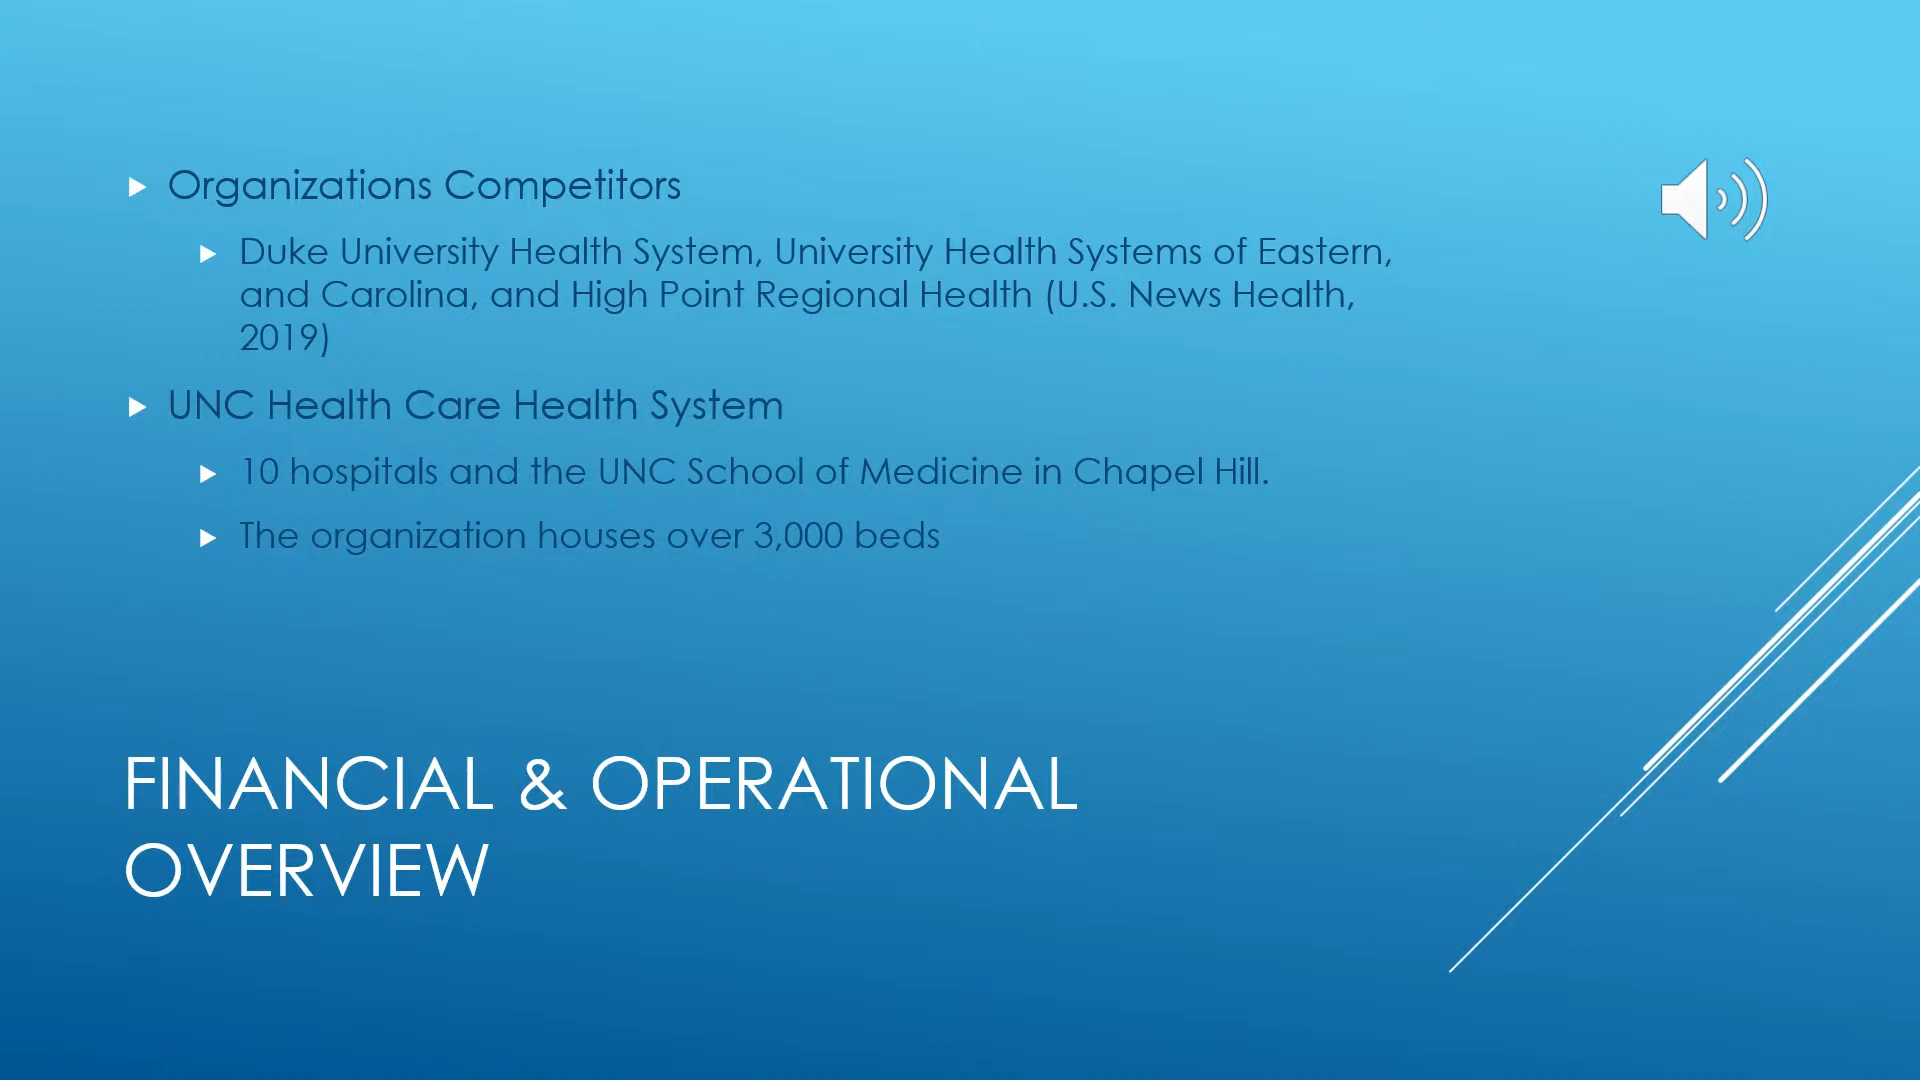 Organizations Competitors
Duke University Health System, University Health Systems of Eastern,
and Carolina, and High Point Regional Health (U.S. News Health,
2019)
UNC Health Care Health System
10 hospitals and the UNC School of Medicine in Chapel Hill.
The organization houses over 3,000 beds
FINANCIAL & OPERATIONAL
OVERVIEW